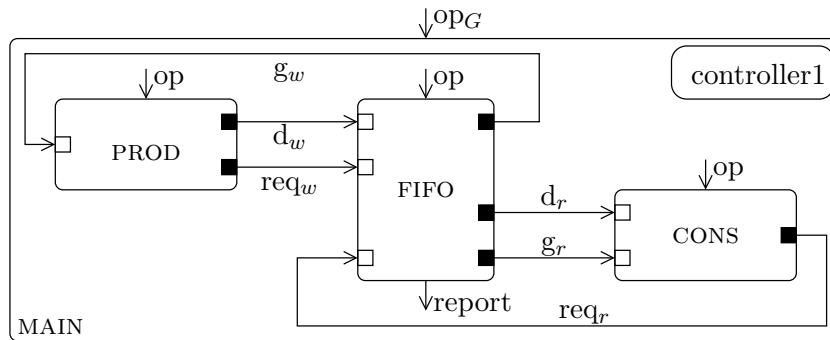 op_G
controller1
g_w
op
op
PROD
d_w
req_w
FIFO
op
d_r
CONS
g_r
report
req_r
MAIN